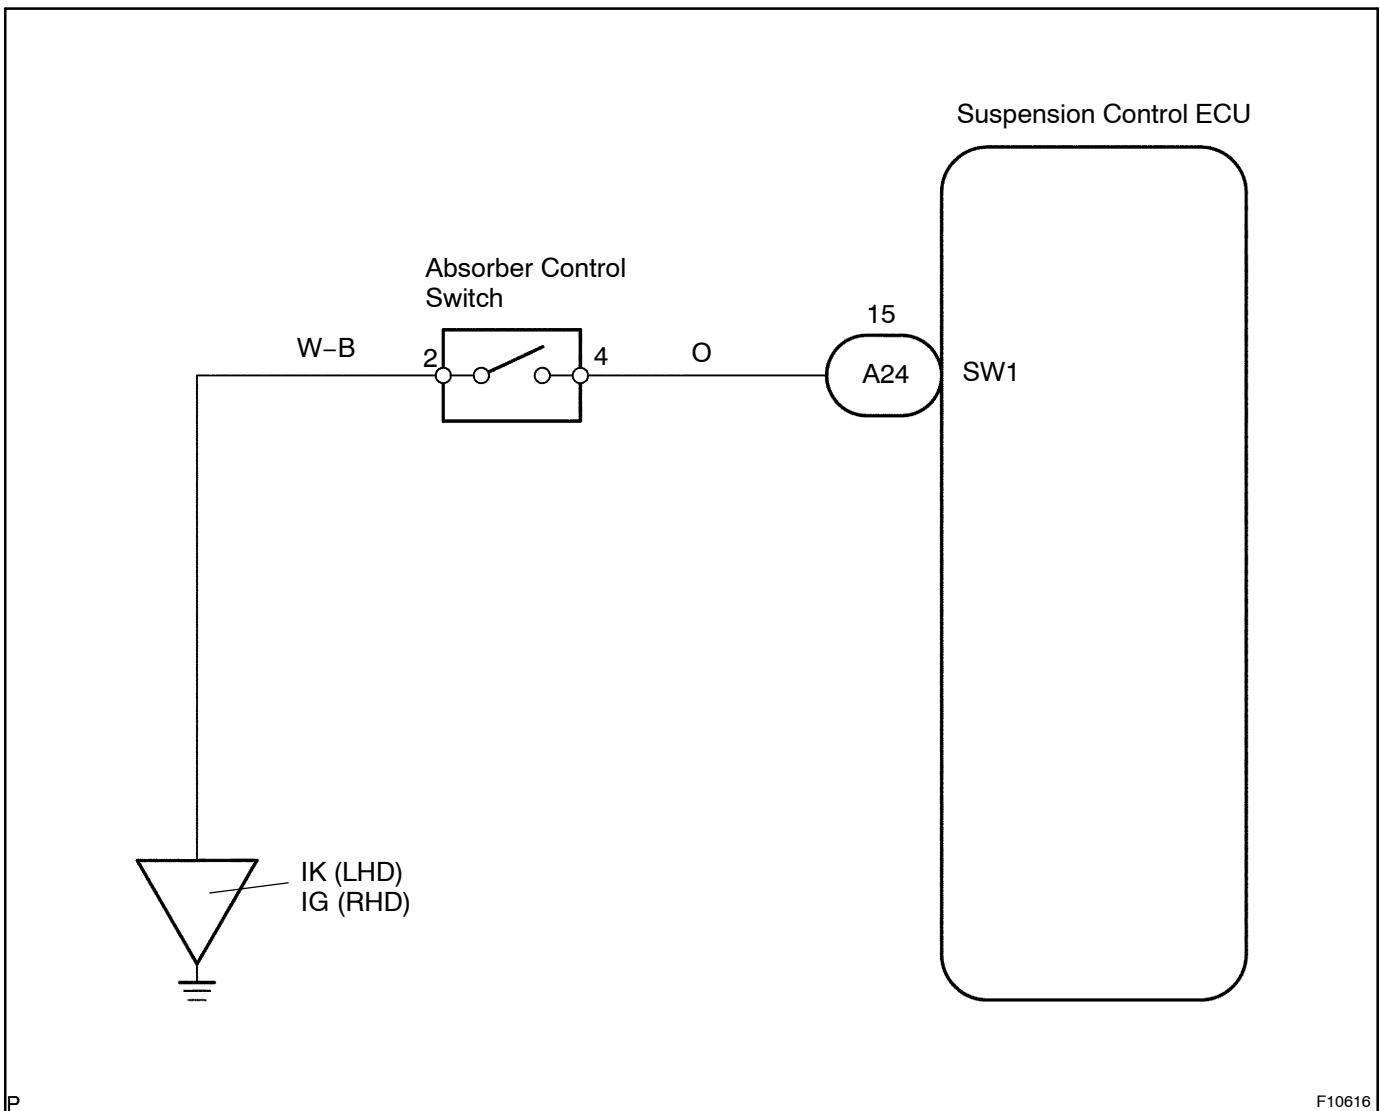 Suspension Control ECU
Absorber Control
Switch
15
W−B
2
4
O
A24
SW1
IK (LHD)
IG (RHD)
P
F10616